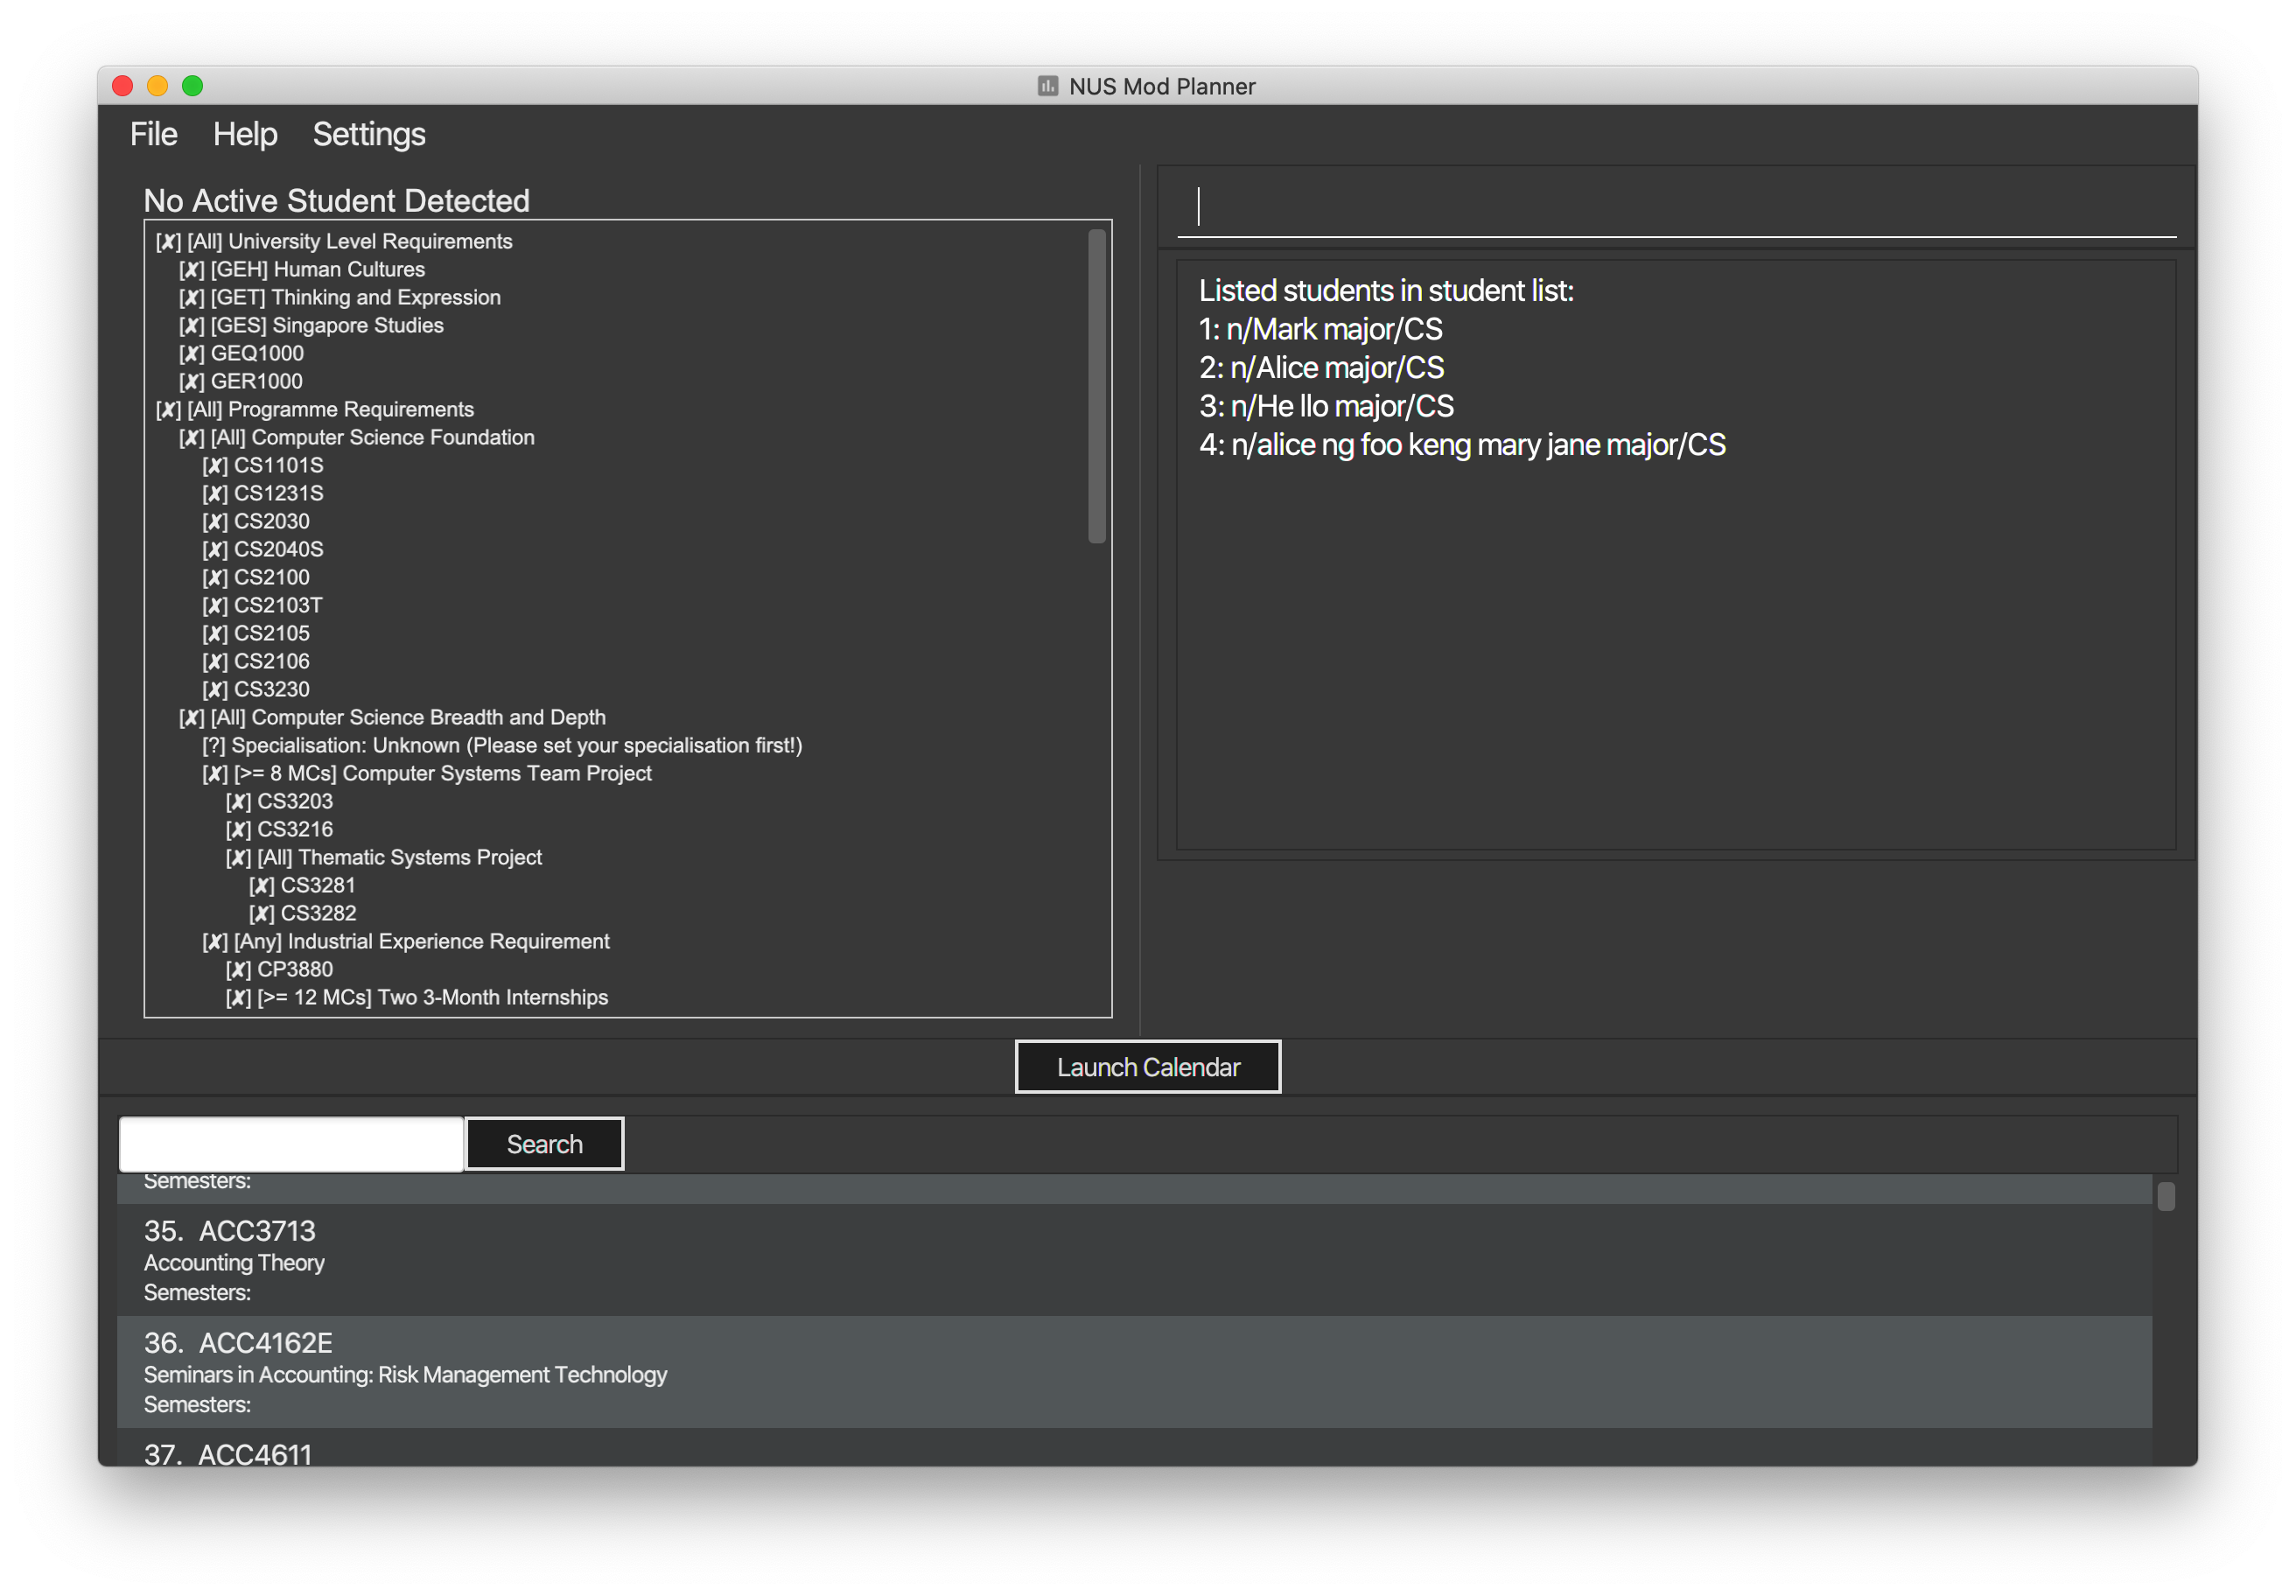 NUS Mod Planner
File Help Settings
No Active Student Detected
[✗] [All] University Level Requirements
[✗] [GEH] Human Cultures
[✗] [GET] Thinking and Expression
[✗] [GES] Singapore Studies
[✗] GEQ1000
[✗] GER1000
[✗] [All] Programme Requirements
[✗] [All] Computer Science Foundation
[✗] CS1101S
[✗] CS1231S
[✗] CS2030
[✗] CS2040S
[✗] CS2100
[✗] CS2103T
[✗] CS2105
[✗] CS2106
[✗] CS3230
[✗] [All] Computer Science Breadth and Depth
[?] Specialisation: Unknown (Please set your specialisation first!)
[✗] [>= 8 MCs] Computer Systems Team Project
[✗] CS3203
[✗] CS3216
[✗] [All] Thematic Systems Project
[✗] CS3281
[✗] CS3282
[✗] [Any] Industrial Experience Requirement
[✗] CP3880
[✗] [>= 12 MCs] Two 3-Month Internships
Listed students in student list:
1: n/Mark major/CS
2: n/Alice major/CS
3: n/He llo major/CS
4: n/alice ng foo keng mary jane major/CS
Launch Calendar
Search
Semesters:
35. ACC3713
Accounting Theory
Semesters:
36. ACC4162E
Seminars in Accounting: Risk Management Technology
Semesters:
37. ACC4611